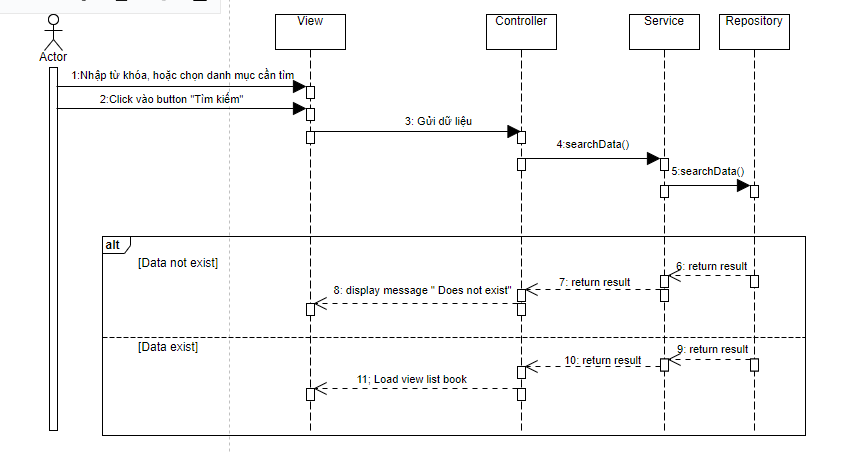 View
Controller
Service
Repository
Actor
1:Nhập từ khóa, hoặc chọn danh mục cần tìm
2:Click vào button "Tìm kiếm"
3: Gửi dữ liệu
4:searchData()
5:searchData()
alt
[Data not exist]
6: return result
7: return result
8: display message " Does not exist"
[Data exist]
9: return result
10: return result
11; Load view list book